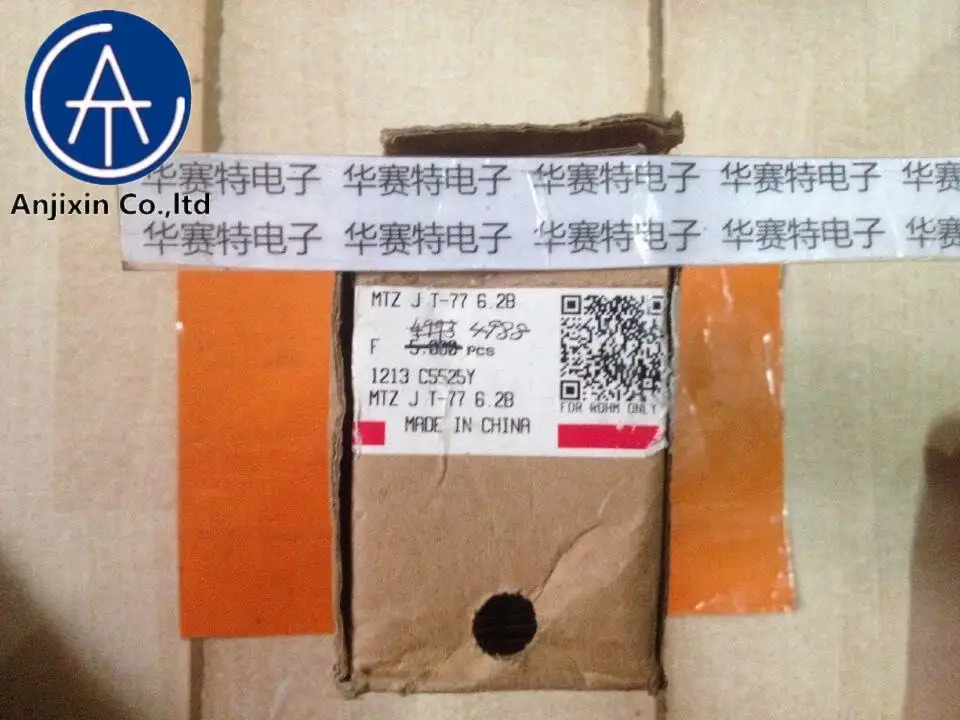 Anjixin Co.,ltd
华赛特电子 华赛特电子 华赛特电子 华赛特电子 华赛
华赛特电子 华赛特电子 华赛特电子 华赛特电子 华赛
MTZ J T-77 6.2B
4993 4988
F 5.000 PCS
1213 C5525Y
MTZ J T-77 6.2B
FOR ROHM ONLY
MADE IN CHINA